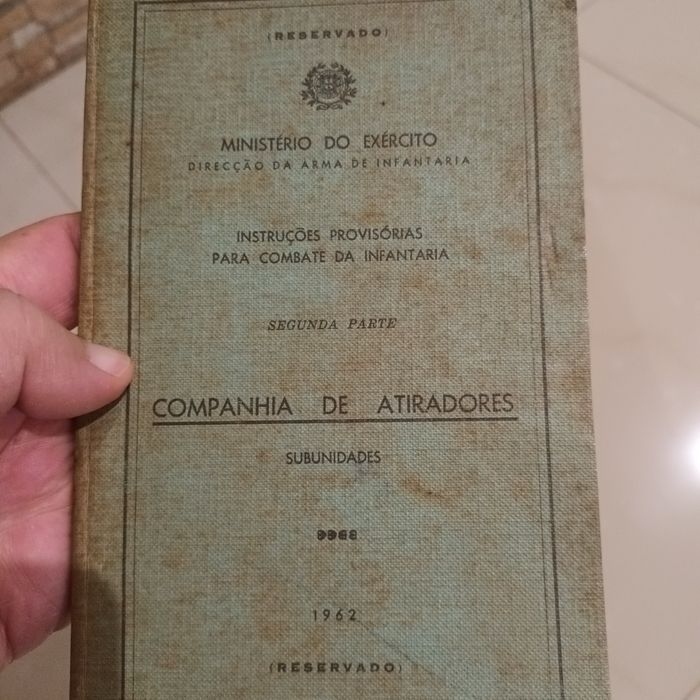 (RESERVADO)
MINISTÉRIO DO EXÉRCITO
DIRECÇÃO DA ARMA DE INFANTARIA
INSTRUÇÕES PROVISÓRIAS
PARA COMBATE DA INFANTARIA
SEGUNDA PARTE
COMPANHIA DE ATIRADORES
SUBUNIDADES
1962
(RESERVADO)